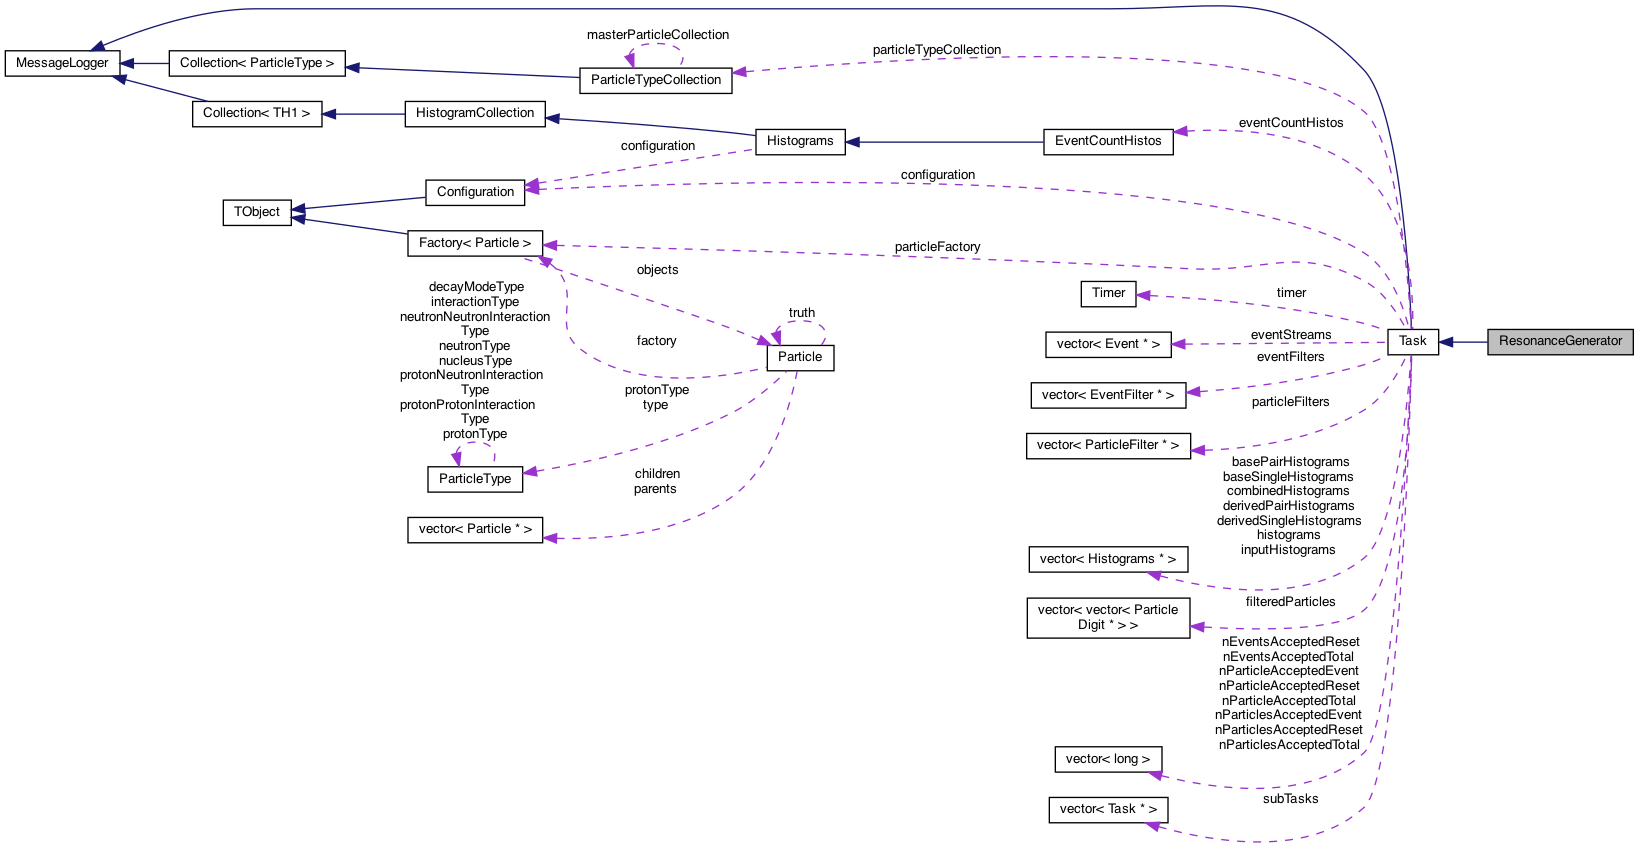 masterParticleCollection
particleTypeCollection
MessageLogger
Collection< ParticleType >
ParticleTypeCollection
Collection< TH1 >
HistogramCollection
eventCountHistos
Histograms
EventCountHistos
configuration
configuration
Configuration
TObject
Factory< Particle >
particleFactory
objects
decayModeType
interactionType
neutronNeutronInteraction
Type
neutronType
nucleusType
protonNeutronInteraction
Type
protonProtonInteraction
Type
protonType
ParticleType
vector< Particle * >
truth
factory
Particle
protonType
type
children
parents
Timer
timer
vector< Event * >
eventStreams
eventFilters
vector< EventFilter * >
particleFilters
vector< ParticleFilter * >
basePairHistograms
baseSingleHistograms
combinedHistograms
derivedPairHistograms
derivedSingleHistograms
histograms
inputHistograms
vector< Histograms * >
filteredParticles
vector< vector< Particle
Digit * > >
nEventsAcceptedReset
nEventsAcceptedTotal
nParticleAcceptedEvent
nParticleAcceptedReset
nParticleAcceptedTotal
nParticlesAcceptedEvent
nParticlesAcceptedReset
nParticlesAcceptedTotal
vector< long >
subTasks
vector< Task * >
Task
ResonanceGenerator